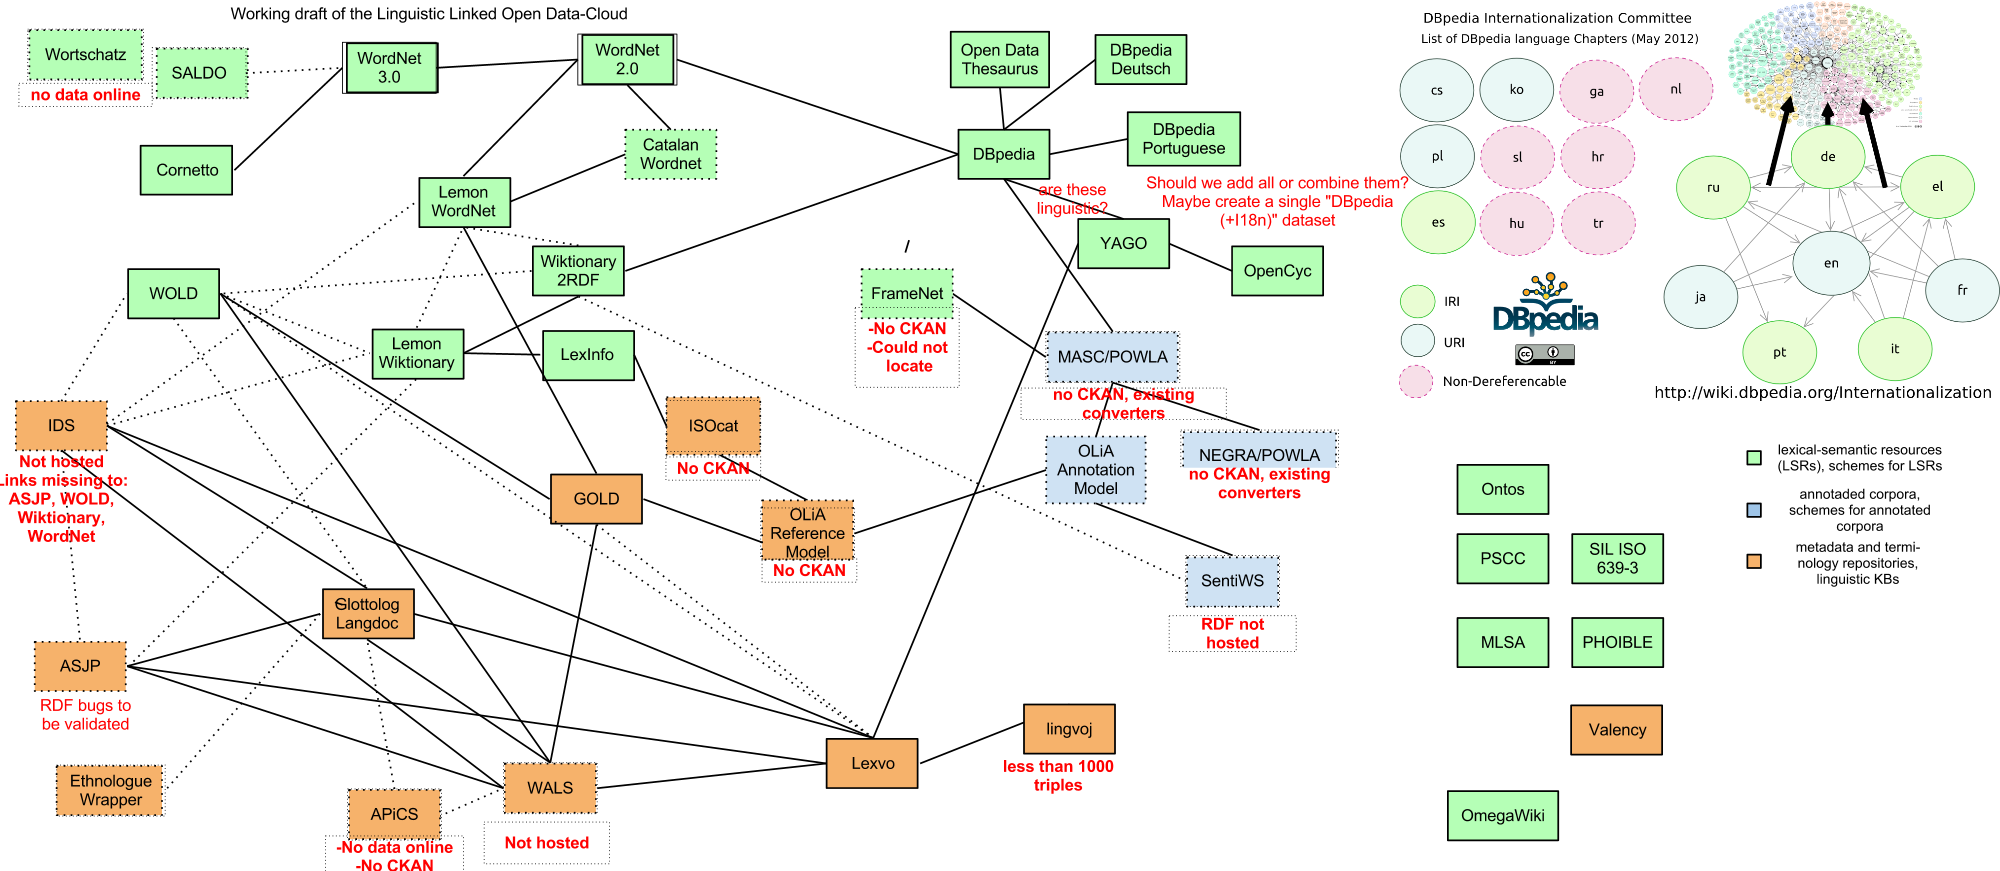 Working draft of the Linguistic Linked Open Data-Cloud
Wortschatz
no data online
SALDO
WordNet
3.0
WordNet
2.0
Cornetto
Catalan
Wordnet
Lemon
WordNet
Open Data
Thesaurus
DBpedia
Deutsch
DBpedia
DBpedia
Portuguese
are these
linguistic?
Should we add all or combine them?
Maybe create a single "DBpedia
(+I18n)" dataset
YAGO
OpenCyc
/
FrameNet
-No CKAN
-Could not
locate
WOLD
Wiktionary
2RDF
Lemon
Wiktionary
LexInfo
MASC/POWLA
no CKAN, existing
converters
IDS
Not hosted
Links missing to:
ASJP, WOLD,
Wiktionary,
WordNet
ISOcat
No CKAN
OLiA
Annotation
Model
NEGRA/POWLA
no CKAN, existing
converters
GOLD
OLiA
Reference
Model
No CKAN
SentiWS
RDF not
hosted
Glottolog
Langdoc
ASJP
RDF bugs to
be validated
Ethnologue
Wrapper
APiCS
-No data online
-No CKAN
WALS
Not hosted
Lexvo
lingvoj
less than 1000
triples
DBpedia Internationalization Committee
List of DBpedia language Chapters (May 2012)
cs
ko
ga
nl
pl
sl
hr
es
hu
tr
IRI
URI
Non-Dereferencable
DBpedia
cc
BY
de
ru
el
en
ja
fr
pt
it
http://wiki.dbpedia.org/Internationalization
lexical-semantic resources
(LSRs), schemes for LSRs
annotaded corpora,
schemes for annotated
corpora
metadata and termi-
nology repositories,
linguistic KBs
Ontos
PSCC
SIL ISO
639-3
MLSA
PHOIBLE
Valency
OmegaWiki